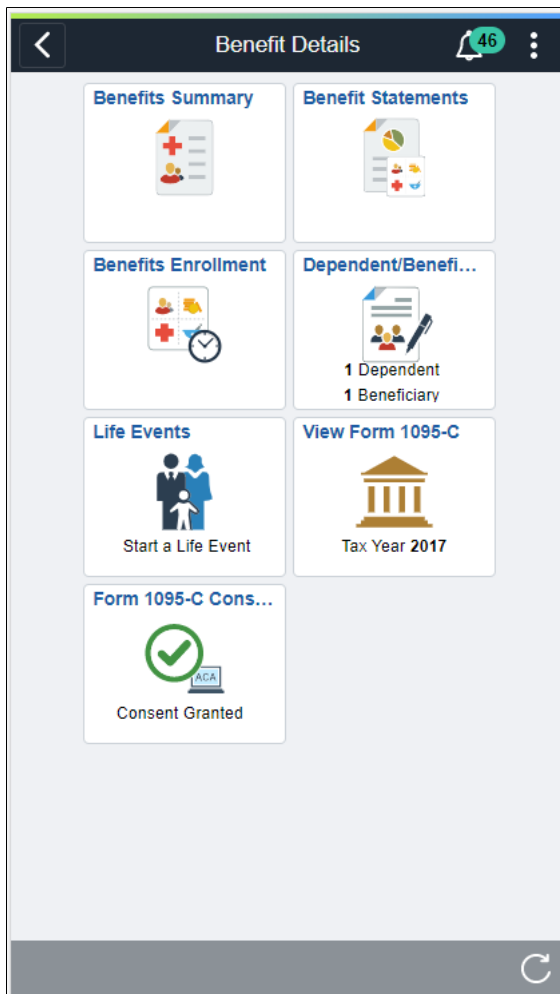 Benefit Details
46
Benefits Summary
Benefit Statements
Benefits Enrollment
Dependent/Benefi...
1 Dependent
1 Beneficiary
Life Events
Start a Life Event
View Form 1095-C
Tax Year 2017
Form 1095-C Cons...
ACA
Consent Granted